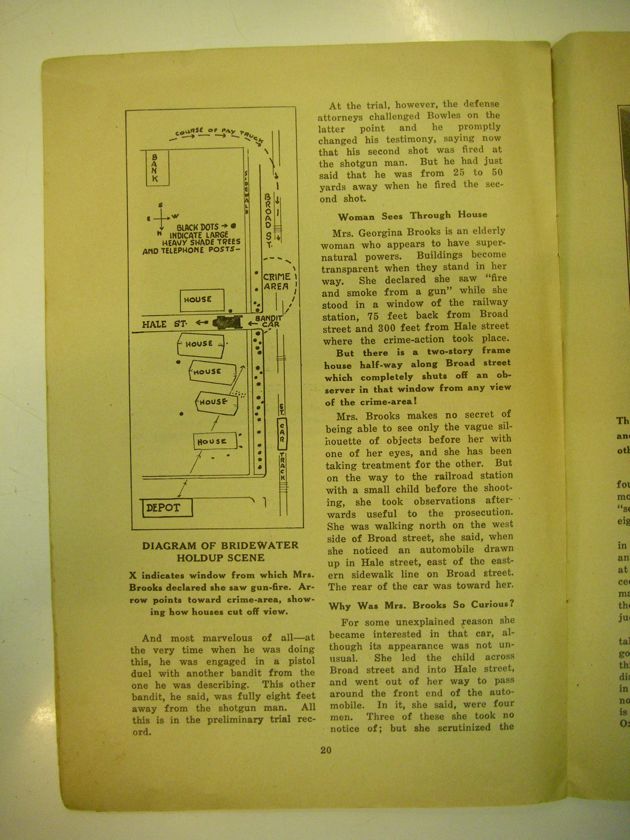 COURSE OF PAY TRUCK
BANK
SIDEWALK
BROAD ST.
S
E W
N
BLACK DOTS →
INDICATE LARGE
HEAVY SHADE TREES
AND TELEPHONE POSTS—
CRIME
AREA
HOUSE
HALE ST.
BANDIT
CAR
HOUSE
HOUSE
HOUSE
HOUSE
ST. CAR TRACK
DEPOT
DIAGRAM OF BRIDEWATER
HOLDUP SCENE
X indicates window from which Mrs.
Brooks declared she saw gun-fire. Ar-
row points toward crime-area, show-
ing how houses cut off view.
And most marvelous of all—at
the very time when he was doing
this, he was engaged in a pistol
duel with another bandit from the
one he was describing. This other
bandit, he said, was fully eight feet
away from the shotgun man. All
this is in the preliminary trial rec-
ord.
At the trial, however, the defense
attorneys challenged Bowles on the
latter point and he promptly
changed his testimony, saying now
that his second shot was fired at
the shotgun man. But he had just
said that he was from 25 to 50
yards away when he fired the sec-
ond shot.
Woman Sees Through House
Mrs. Georgina Brooks is an elderly
woman who appears to have super-
natural powers. Buildings become
transparent when they stand in her
way. She declared she saw "fire
and smoke from a gun" while she
stood in a window of the railway
station, 75 feet back from Broad
street and 300 feet from Hale street
where the crime-action took place.
But there is a two-story frame
house half-way along Broad street
which completely shuts off an ob-
server in that window from any view
of the crime-area!
Mrs. Brooks makes no secret of
being able to see only the vague sil-
houette of objects before her with
one of her eyes, and she has been
taking treatment for the other. But
on the way to the railroad station
with a small child before the shoot-
ing, she took observations after-
wards useful to the prosecution.
She was walking north on the west
side of Broad street, she said, when
she noticed an automobile drawn
up in Hale street, east of the east-
ern sidewalk line on Broad street.
The rear of the car was toward her.
Why Was Mrs. Brooks So Curious?
For some unexplained reason she
became interested in that car, al-
though its appearance was not un-
usual. She led the child across
Broad street and into Hale street,
and went out of her way to pass
around the front end of the auto-
mobile. In it, she said, were four
men. Three of these she took no
notice of; but she scrutinized the
20